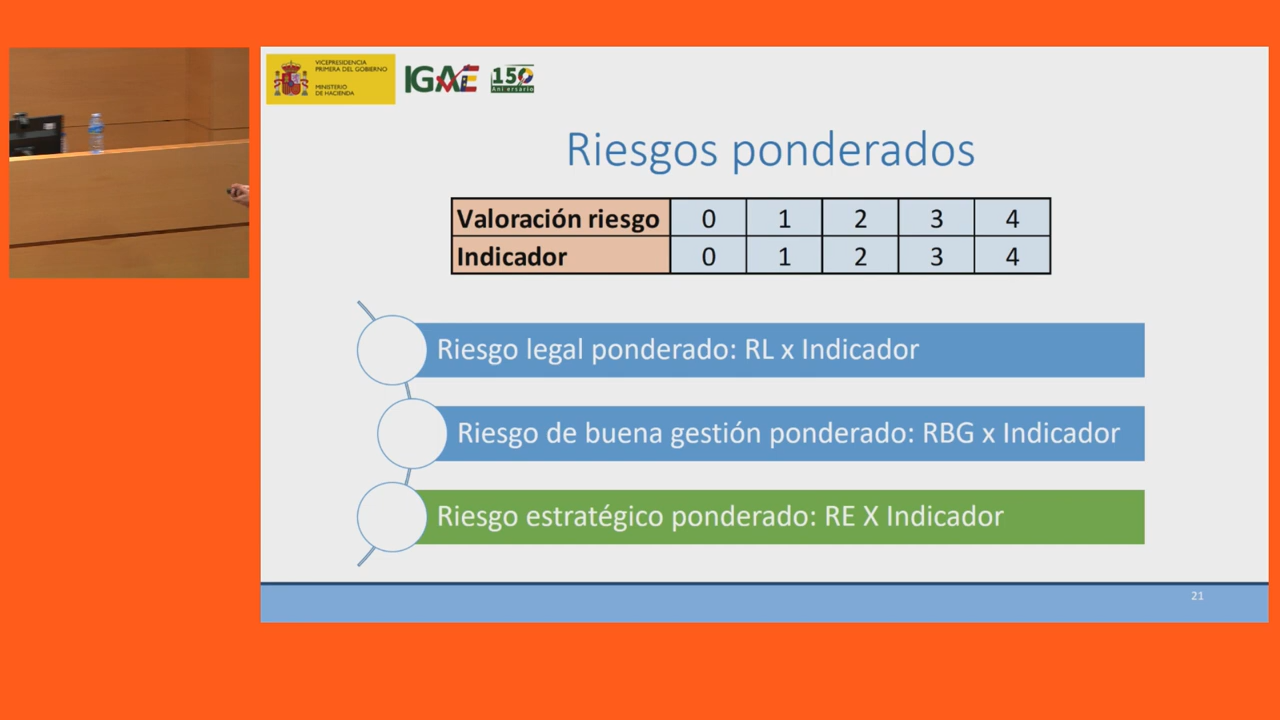 VICEPRESIDENCIA
PRIMERA DEL GOBIERNO
MINISTERIO
DE HACIENDA
IGAE
150
Aniversario
Riesgos ponderados
Valoración riesgo 0 1 2 3 4
Indicador 0 1 2 3 4
Riesgo legal ponderado: RL x Indicador
Riesgo de buena gestión ponderado: RBG x Indicador
Riesgo estratégico ponderado: RE X Indicador
21